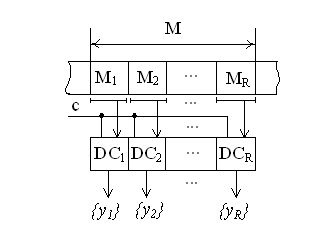 M
M1 M2 ... MR
...
c
DC1 DC2 ... DCR
...
{y1} {y2} {yR}